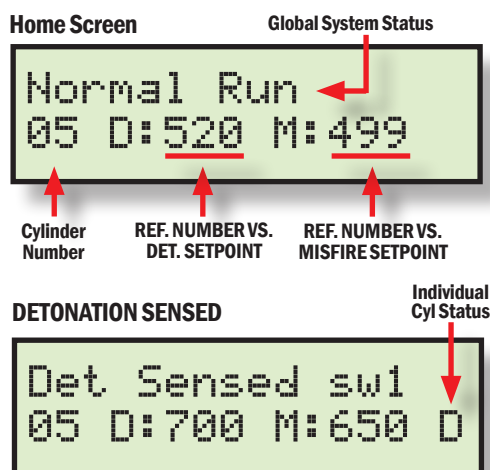 Home Screen
Global System Status
Normal Run
05 D:520 M:499
Cylinder Number
REF. NUMBER VS. DET. SETPOINT
REF. NUMBER VS. MISFIRE SETPOINT
Individual Cyl Status
DETONATION SENSED
Det Sensed sw1
05 D:700 M:650 D